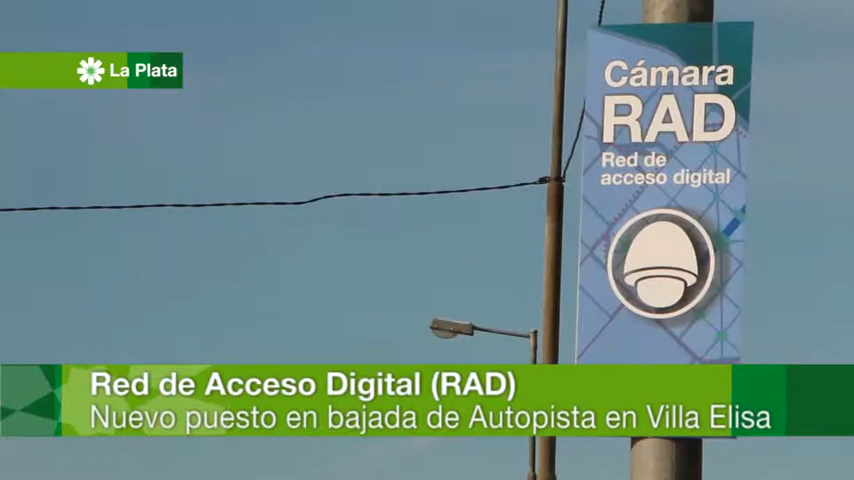 La Plata
Cámara
RAD
Red de
acceso digital
Red de Acceso Digital (RAD)
Nuevo puesto en bajada de Autopista en Villa Elisa